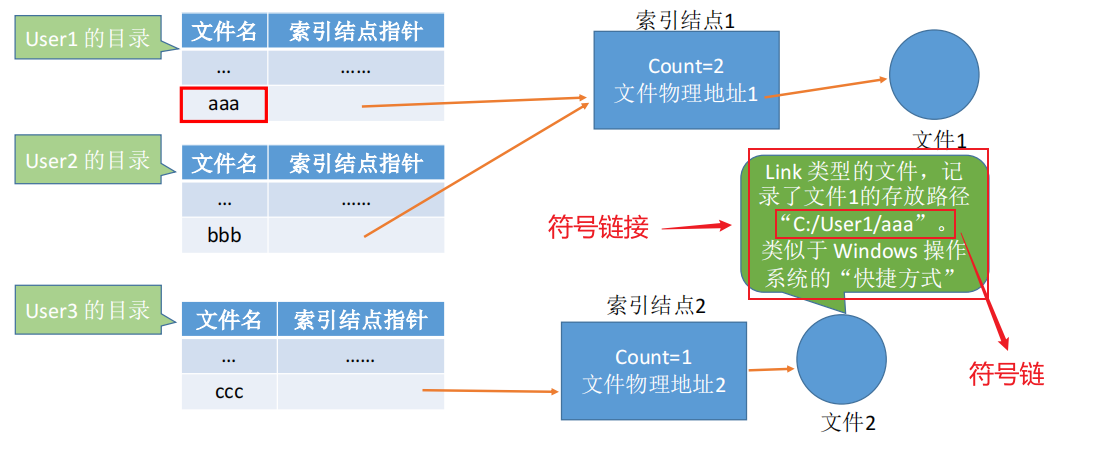 User1 的目录
文件名 索引结点指针
... ……
aaa
User2 的目录
文件名 索引结点指针
... ……
bbb
User3 的目录
文件名 索引结点指针
... ……
ccc
索引结点1
Count=2
文件物理地址1
文件1
Link 类型的文件，记
录了文件1的存放路径
“C:/User1/aaa”。
类似于 Windows 操作
系统的“快捷方式”
符号链接
符号链
索引结点2
Count=1
文件物理地址2
文件2